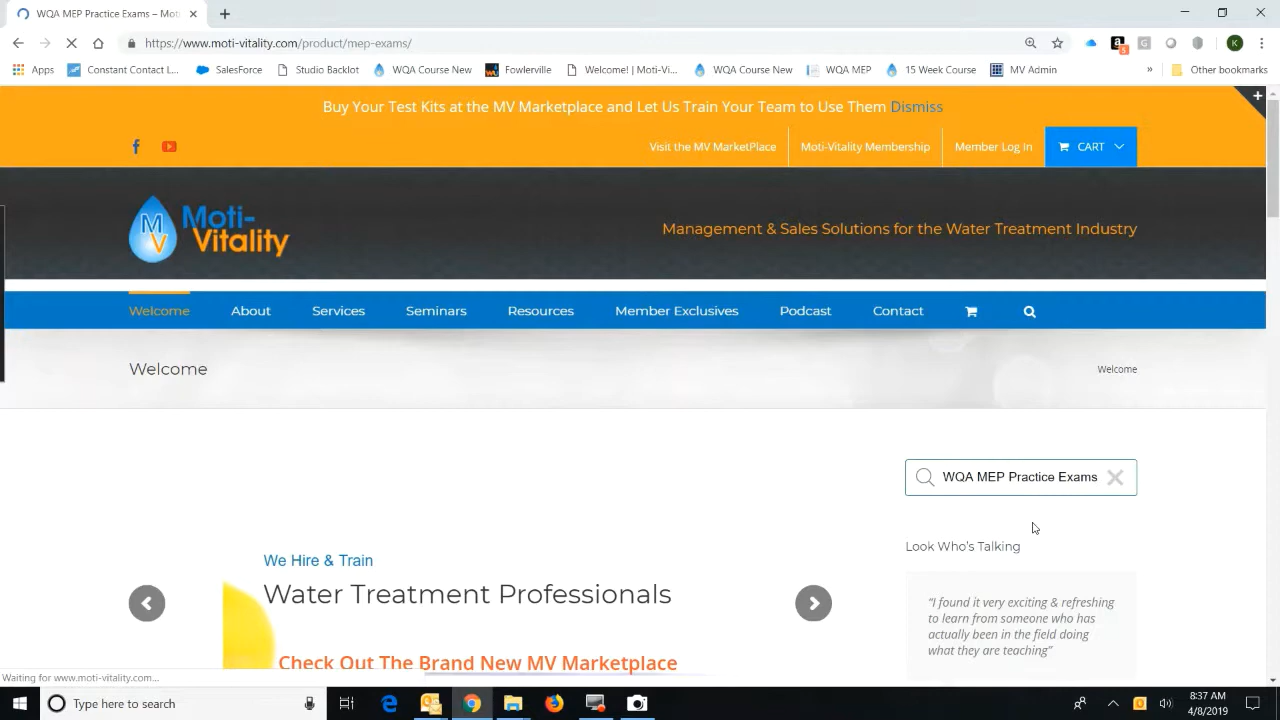 WQA MEP Practice Exams – Mot
https://www.moti-vitality.com/product/mep-exams/
K
Apps
Constant Contact L...
SalesForce
Studio Backlot
WQA Course New
Fowlerville
Welcome! | Moti-Vi...
WQA Course New
WQA MEP
15 Week Course
MV Admin
»
Other bookmarks
Buy Your Test Kits at the MV Marketplace and Let Us Train Your Team to Use Them Dismiss
Visit the MV MarketPlace
Moti-Vitality Membership
Member Log In
CART
MV
Moti-
Vitality
Management & Sales Solutions for the Water Treatment Industry
Welcome
About
Services
Seminars
Resources
Member Exclusives
Podcast
Contact
Welcome
Welcome
WQA MEP Practice Exams
Look Who's Talking
“I found it very exciting & refreshing
to learn from someone who has
actually been in the field doing
what they are teaching”
We Hire & Train
Water Treatment Professionals
Check Out The Brand New MV Marketplace
Waiting for www.moti-vitality.com...
Type here to search
8:37 AM
4/8/2019